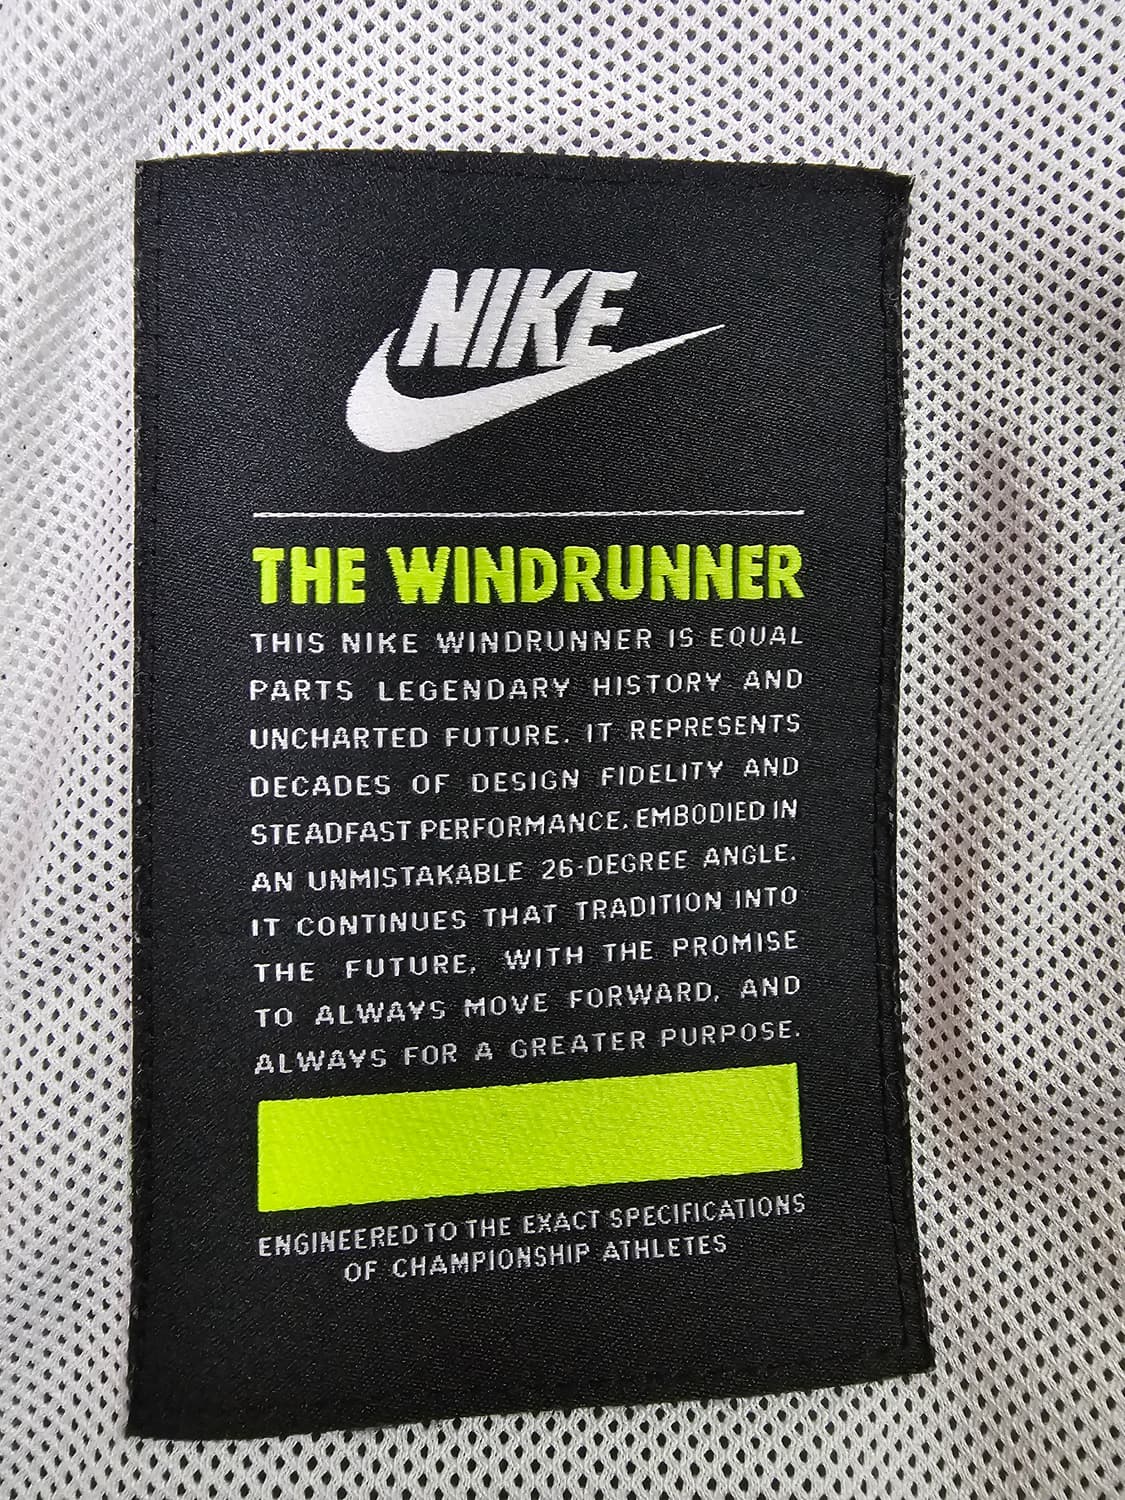 NIKE
THE WINDRUNNER
THIS NIKE WINDRUNNER IS EQUAL
PARTS LEGENDARY HISTORY AND
UNCHARTED FUTURE. IT REPRESENTS
DECADES OF DESIGN FIDELITY AND
STEADFAST PERFORMANCE, EMBODIED IN
AN UNMISTAKABLE 26-DEGREE ANGLE.
IT CONTINUES THAT TRADITION INTO
THE FUTURE, WITH THE PROMISE
TO ALWAYS MOVE FORWARD, AND
ALWAYS FOR A GREATER PURPOSE.
ENGINEERED TO THE EXACT SPECIFICATIONS
OF CHAMPIONSHIP ATHLETES